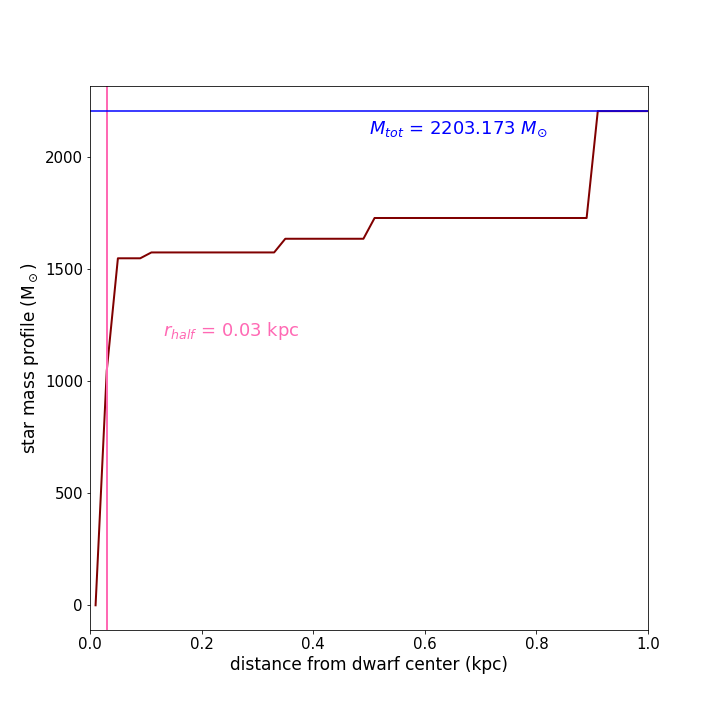 M_tot = 2203.173 M_⊙
r_half = 0.03 kpc
star mass profile (M_⊙)
2000
1500
1000
500
0
0.0 0.2 0.4 0.6 0.8 1.0
distance from dwarf center (kpc)